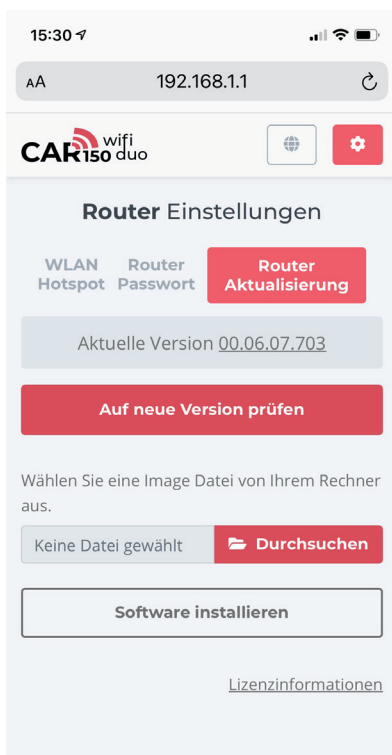 15:30
AA 192.168.1.1
CAR150 wifi duo
Router Einstellungen
WLAN Hotspot
Router Passwort
Router Aktualisierung
Aktuelle Version 00.06.07.703
Auf neue Version prüfen
Wählen Sie eine Image Datei von Ihrem Rechner
aus.
Keine Datei gewählt Durchsuchen
Software installieren
Lizenzinformationen